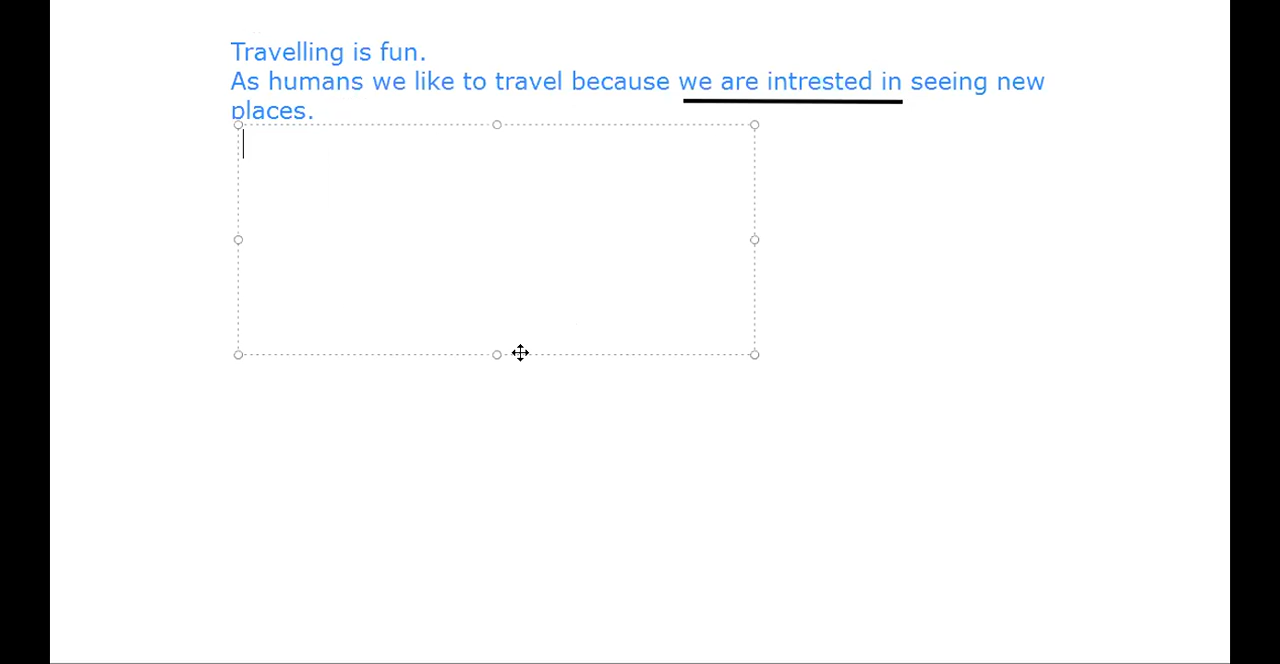 Travelling is fun.
As humans we like to travel because we are intrested in seeing new
places.